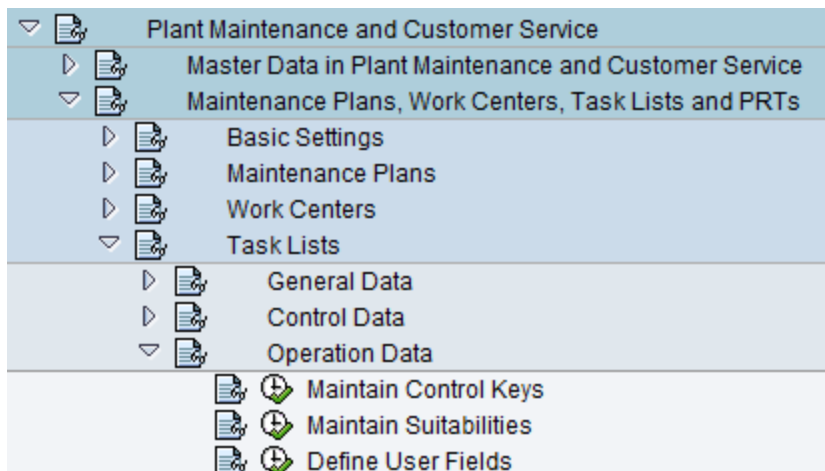 Plant Maintenance and Customer Service
Master Data in Plant Maintenance and Customer Service
Maintenance Plans, Work Centers, Task Lists and PRTs
Basic Settings
Maintenance Plans
Work Centers
Task Lists
General Data
Control Data
Operation Data
Maintain Control Keys
Maintain Suitabilities
Define User Fields